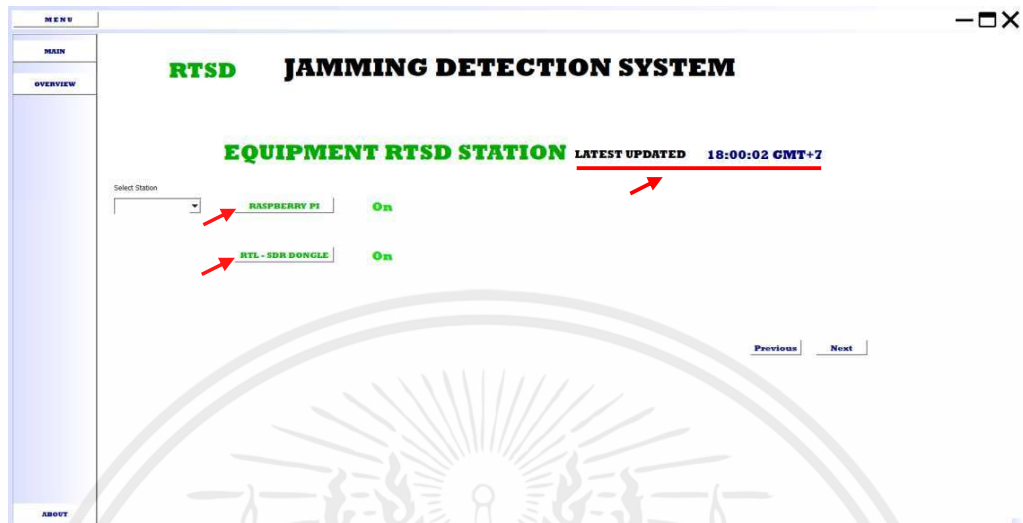 MENU
MAIN
OVERVIEW
RTSD JAMMING DETECTION SYSTEM
EQUIPMENT RTSD STATION LATEST UPDATED 18:00:02 GMT+7
Select Station
RASPBERRY PI On
RTL - SDR DONGLE On
Previous Next
ABOUT